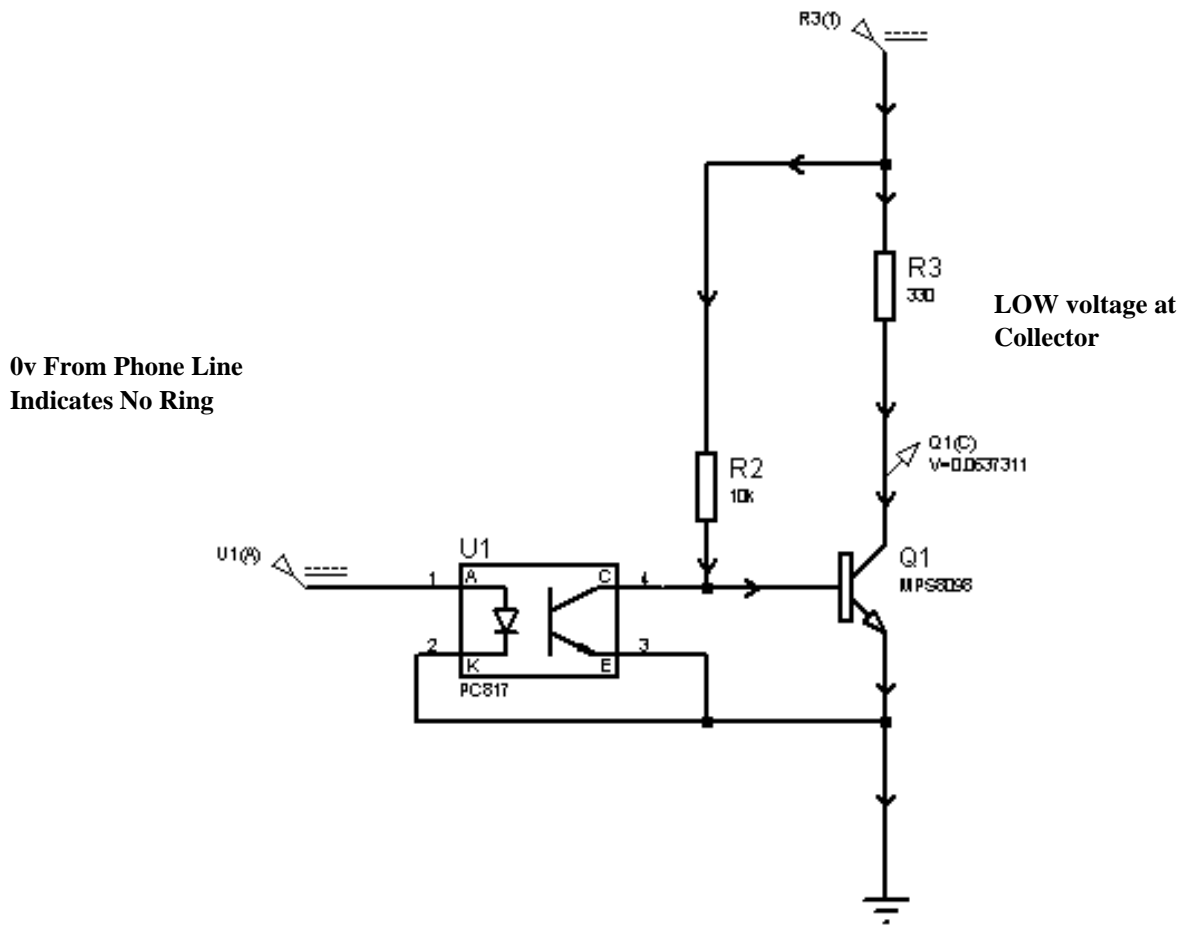 R3(1)
R3
330
LOW voltage at
Collector
0v From Phone Line
Indicates No Ring
Q1(C)
V=0.0637311
R2
10k
U1(A)
U1
1
A
C
4
Q1
MPS8098
2
K
E
3
PC817